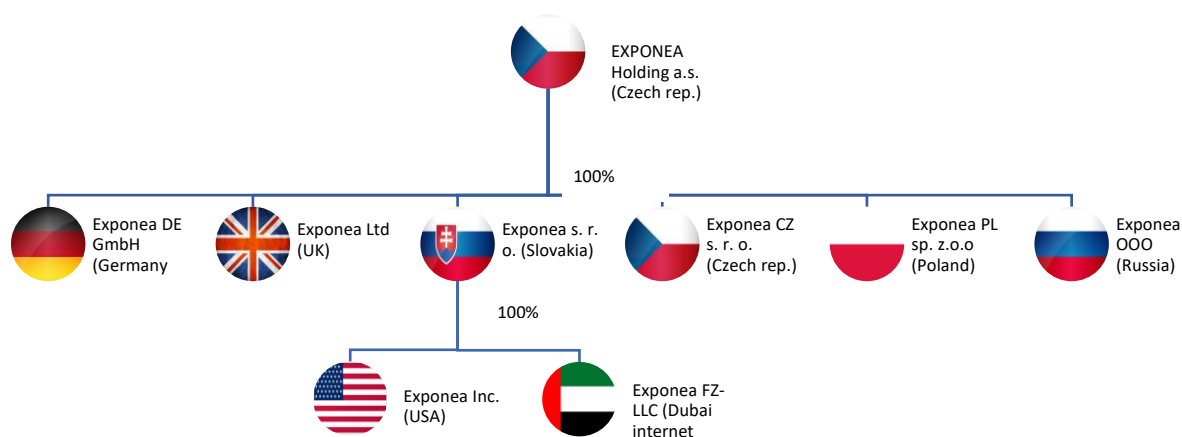 EXPONEA
Holding a.s.
(Czech rep.)
100%
Exponea DE
GmbH
(Germany
Exponea Ltd
(UK)
Exponea s. r.
o. (Slovakia)
Exponea CZ
s. r. o.
(Czech rep.)
Exponea PL
sp. z.o.o
(Poland)
Exponea
OOO
(Russia)
100%
Exponea Inc.
(USA)
Exponea FZ-
LLC (Dubai
internet